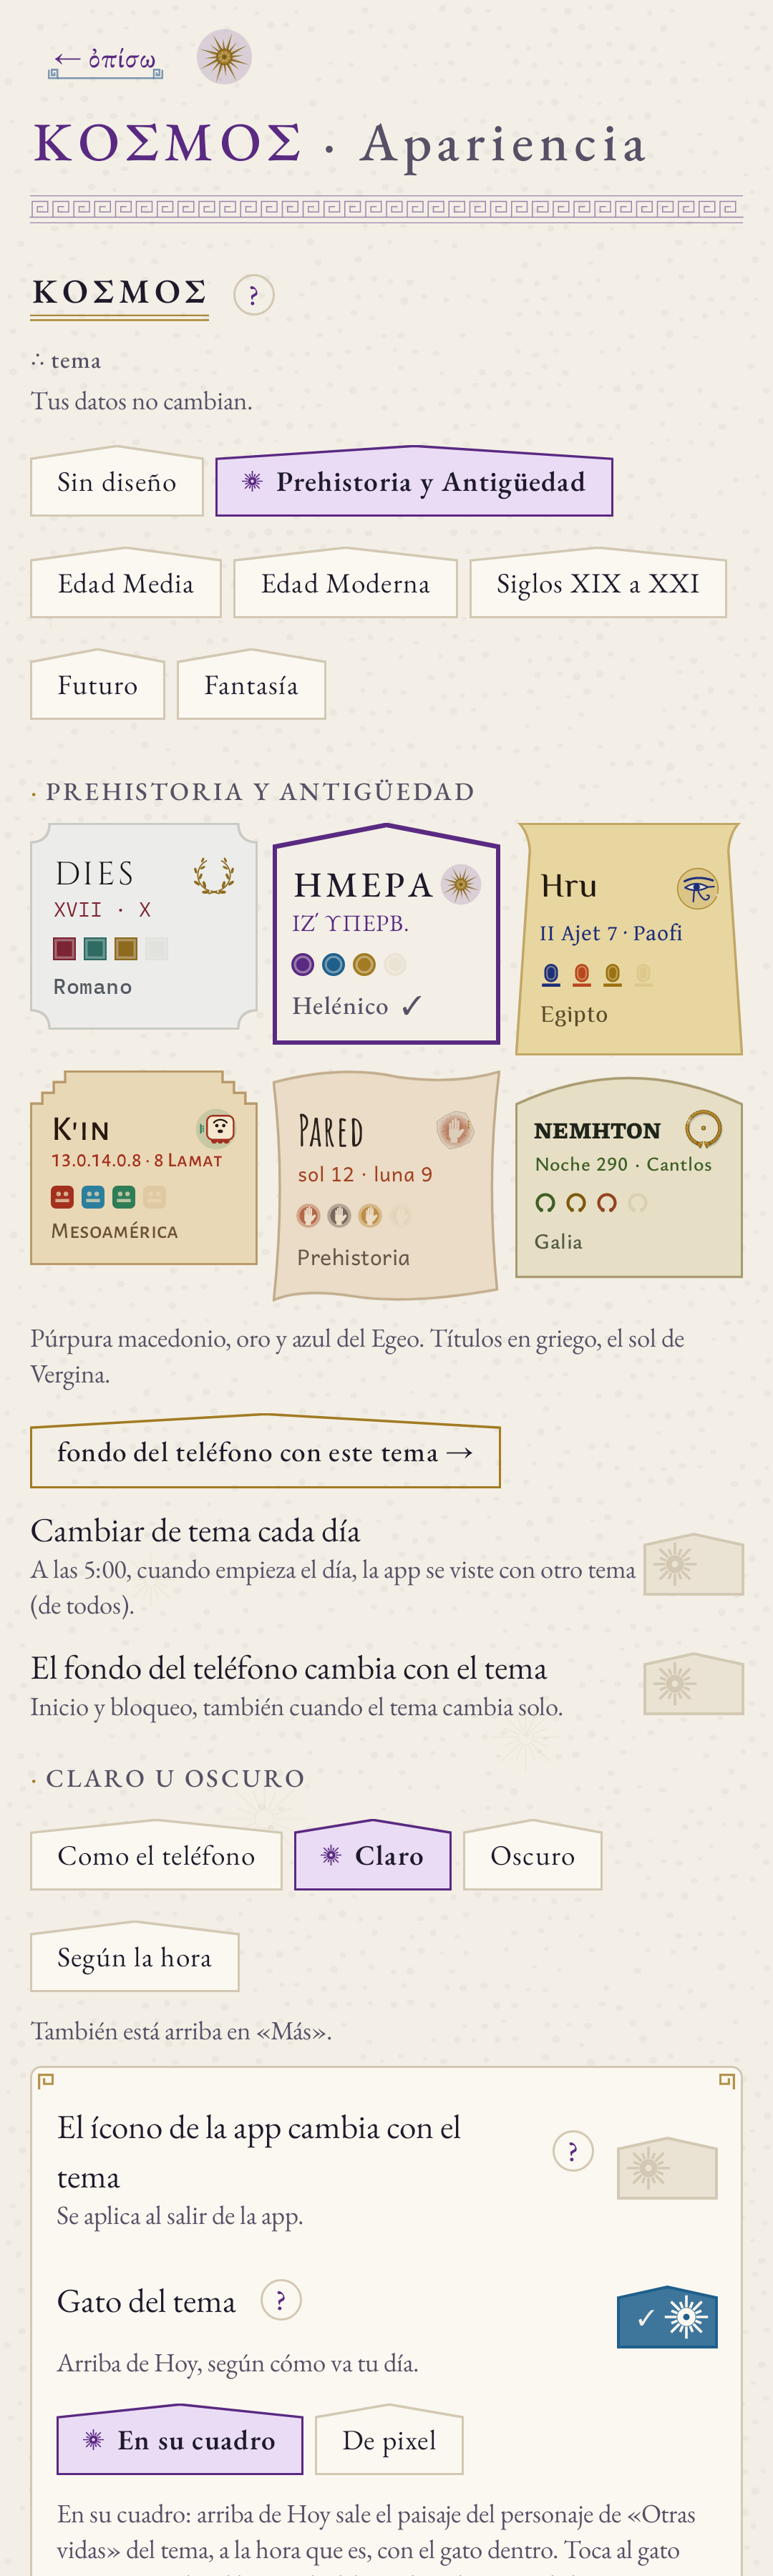 ← ὀπίσω
ΚΟΣΜΟΣ · Apariencia
ΚΟΣΜΟΣ ?
∴ tema
Tus datos no cambian.
Sin diseño Prehistoria y Antigüedad
Edad Media Edad Moderna Siglos XIX a XXI
Futuro Fantasía
· PREHISTORIA Y ANTIGÜEDAD
DIES
XVII · X
Romano
ΗΜΕΡΑ
ΙΖ΄ ΥΠΕΡΒ.
Helénico ✓
Hru
II Ajet 7 · Paofi
Egipto
K'IN
13.0.14.0.8 · 8 LAMAT
MESOAMÉRICA
PARED
sol 12 · luna 9
Prehistoria
NEMHTON
Noche 290 · Cantlos
Galia
Púrpura macedonio, oro y azul del Egeo. Títulos en griego, el sol de
Vergina.
fondo del teléfono con este tema →
Cambiar de tema cada día
A las 5:00, cuando empieza el día, la app se viste con otro tema
(de todos).
El fondo del teléfono cambia con el tema
Inicio y bloqueo, también cuando el tema cambia solo.
· CLARO U OSCURO
Como el teléfono Claro Oscuro
Según la hora
También está arriba en «Más».
El ícono de la app cambia con el
tema
?
Se aplica al salir de la app.
Gato del tema ?
✓
Arriba de Hoy, según cómo va tu día.
En su cuadro De pixel
En su cuadro: arriba de Hoy sale el paisaje del personaje de «Otras
vidas» del tema, a la hora que es, con el gato dentro. Toca al gato